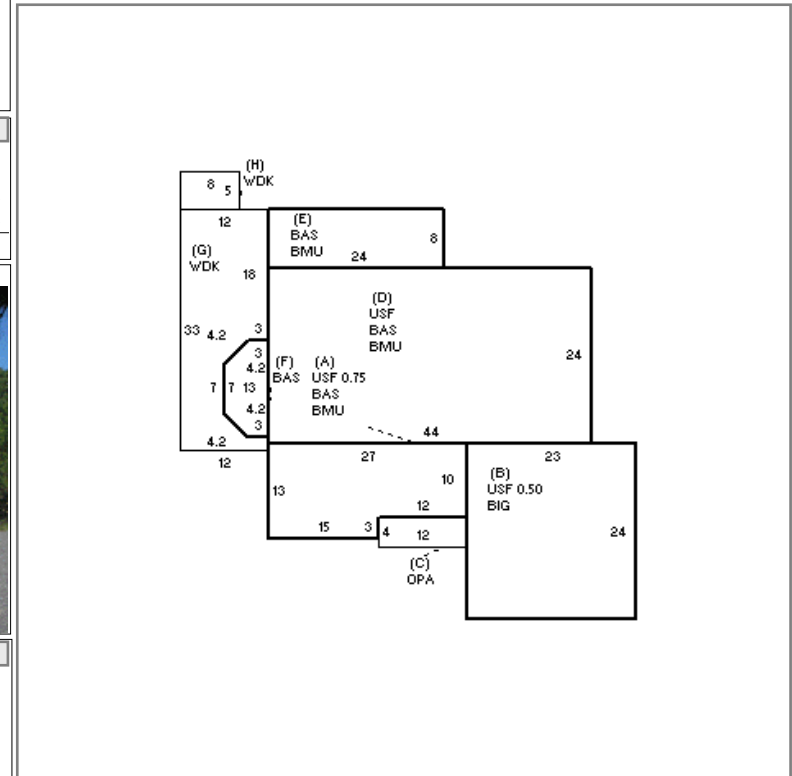 (H)
WDK
8
5
12
(E)
BAS
BMU
8
24
(G)
WDK
18
(D)
USF
BAS
BMU
33
4.2
3
24
3
4.2
(F)
BAS
(A)
USF 0.75
BAS
BMU
7
7
13
4.2
3
4.2
12
44
27
23
13
10
(B)
USF 0.50
BIG
12
15
3
4
12
24
(C)
OPA